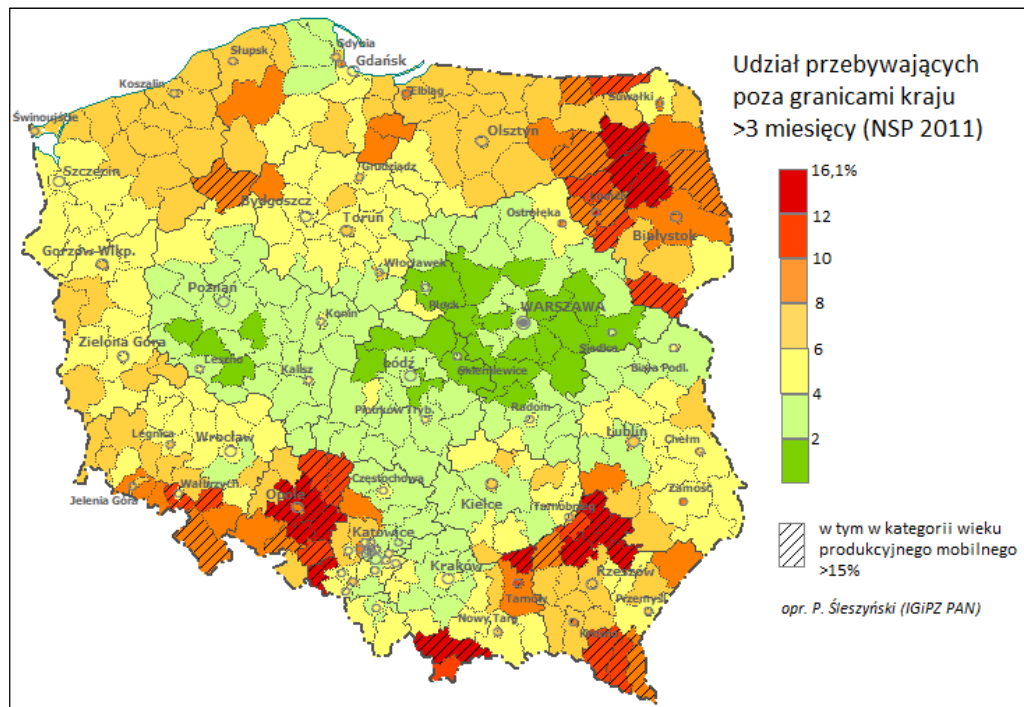 Udział przebywających
poza granicami kraju
>3 miesięcy (NSP 2011)
16,1%
12
10
8
6
4
2
w tym w kategorii wieku
produkcyjnego mobilnego
>15%
opr. P. Śleszyński (IGiPZ PAN)
Gdynia
Słupsk
Gdańsk
Koszalin
Elbląg
Suwałki
Świnoujście
Olsztyn
Szczecin
Grudziądz
Bydgoszcz
Ostrołęka
Toruń
Białystok
Gorzów Wlkp.
Włocławek
Poznań
Płock
WARSZAWA
Konin
Zielona Góra
Siedlce
Leszno
Łódź
Skierniewice
Biała Podl.
Kalisz
Piotrków Tryb.
Radom
Legnica
Wrocław
Lublin
Chełm
Wałbrzych
Częstochowa
Jelenia Góra
Opole
Kielce
Zamość
Tarnobrzeg
Katowice
Kraków
Rzeszów
Tarnów
Przemyśl
Nowy Targ
Krosno